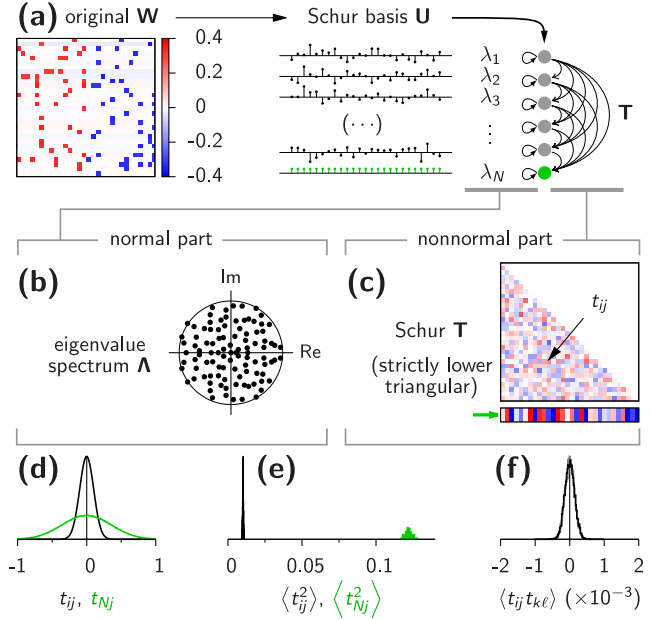 (a) original W Schur basis U
0.4
0.2
0
-0.2
-0.4
λ1
λ2
λ3
(···)
⋮
λN
T
normal part
nonnormal part
(b)
Im
Re
eigenvalue
spectrum Λ
(c)
Schur T
(strictly lower
triangular)
tij
(d)
-1 0 1
tij, tNj
(e)
0 0.05 0.1
⟨t²ij⟩, ⟨t²Nj⟩
(f)
-2 -1 0 1 2
⟨tij tkℓ⟩ (×10⁻³)